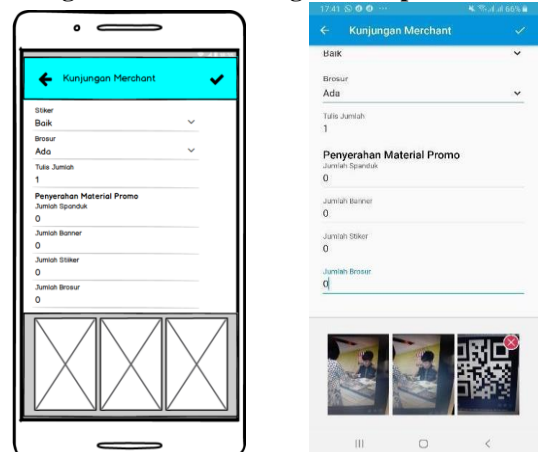 Kunjungan Merchant
Stiker
Baik
Brosur
Ada
Tulis Jumlah
1
Penyerahan Material Promo
Jumlah Spanduk
0
Jumlah Banner
0
Jumlah Stiker
0
Jumlah Brosur
0
17:41
66%
Kunjungan Merchant
Baik
Brosur
Ada
Tulis Jumlah
1
Penyerahan Material Promo
Jumlah Spanduk
0
Jumlah Banner
0
Jumlah Stiker
0
Jumlah Brosur
0